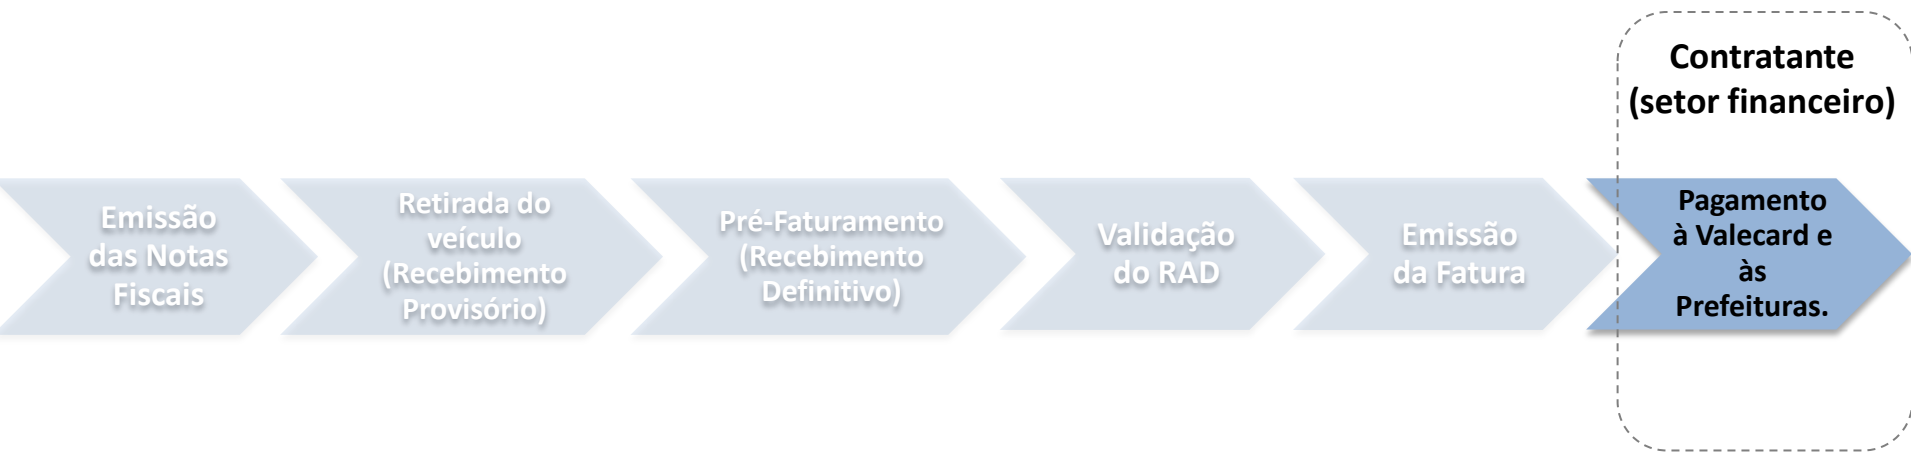 Contratante
(setor financeiro)
Emissão
das Notas
Fiscais
Retirada do
veículo
(Recebimento
Provisório)
Pré-Faturamento
(Recebimento
Definitivo)
Validação
do RAD
Emissão
da Fatura
Pagamento
à Valecard e
às
Prefeituras.